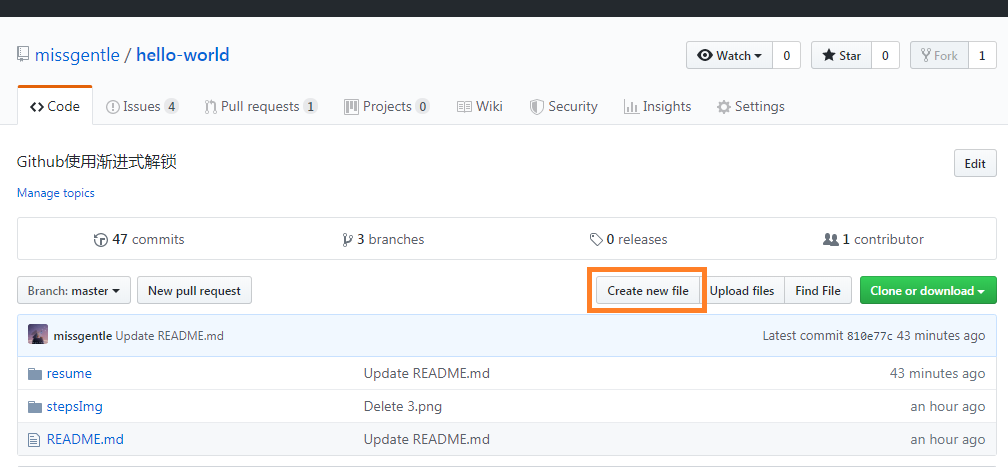 missgentle / hello-world
Watch 0 Star 0 Fork 1
Code Issues 4 Pull requests 1 Projects 0 Wiki Security Insights Settings
Github使用渐进式解锁
Edit
Manage topics
47 commits 3 branches 0 releases 1 contributor
Branch: master New pull request Create new file Upload files Find File Clone or download
missgentle Update README.md Latest commit 810e77c 43 minutes ago
resume Update README.md 43 minutes ago
stepsImg Delete 3.png an hour ago
README.md Update README.md an hour ago